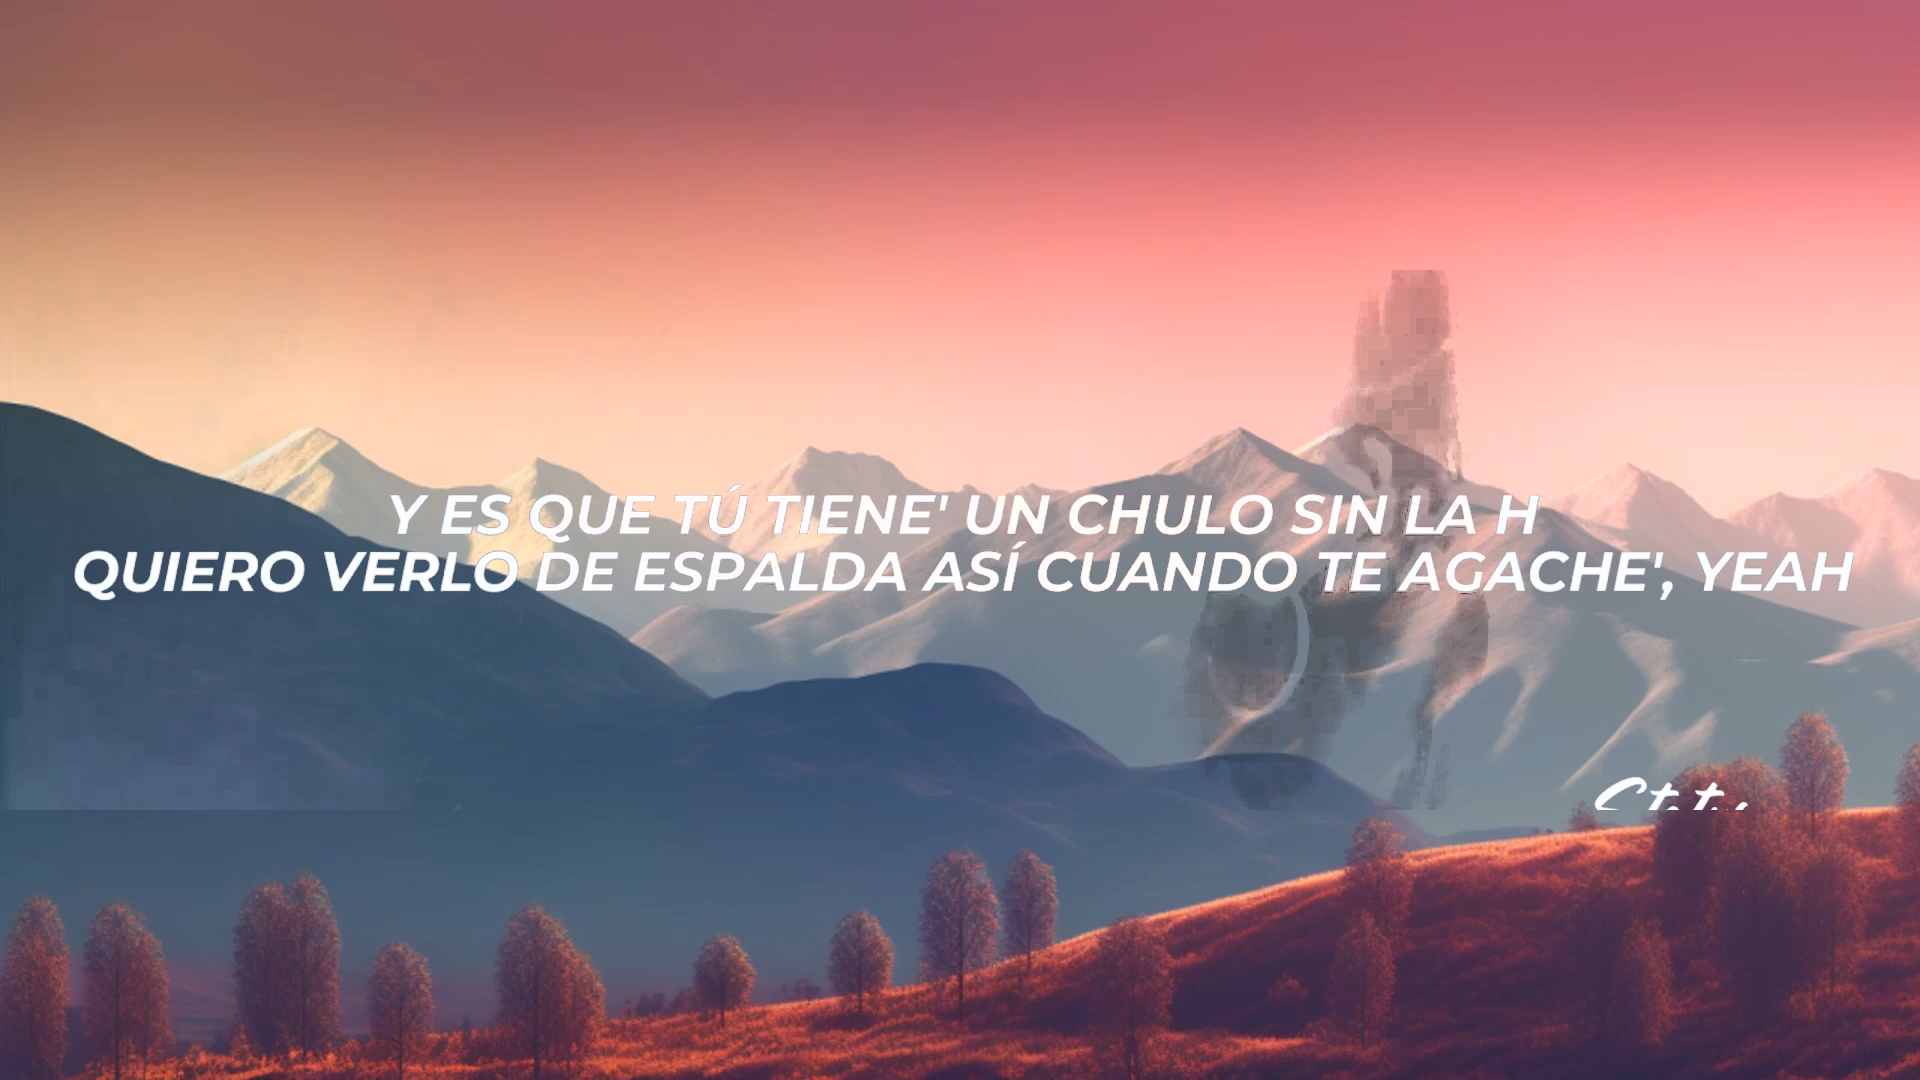 Y ES QUE TÚ TIENE' UN CHULO SIN LA H
QUIERO VERLO DE ESPALDA ASÍ CUANDO TE AGACHE', YEAH